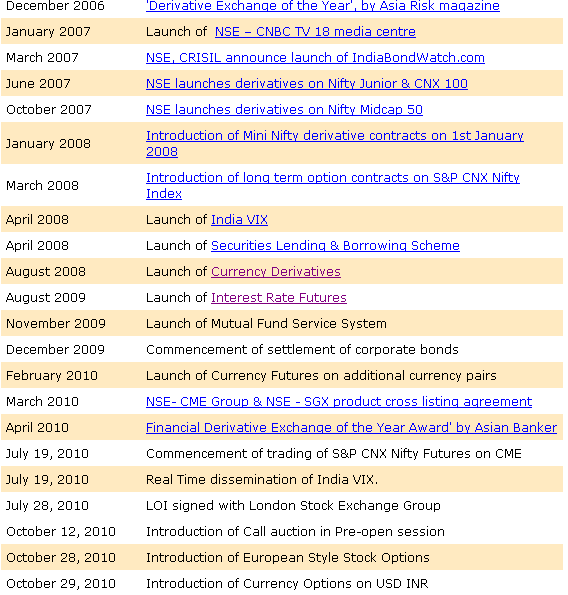 December 2006 'Derivative Exchange of the Year', by Asia Risk magazine
January 2007 Launch of NSE – CNBC TV 18 media centre
March 2007 NSE, CRISIL announce launch of IndiaBondWatch.com
June 2007 NSE launches derivatives on Nifty Junior & CNX 100
October 2007 NSE launches derivatives on Nifty Midcap 50
January 2008 Introduction of Mini Nifty derivative contracts on 1st January
2008
March 2008 Introduction of long term option contracts on S&P CNX Nifty
Index
April 2008 Launch of India VIX
April 2008 Launch of Securities Lending & Borrowing Scheme
August 2008 Launch of Currency Derivatives
August 2009 Launch of Interest Rate Futures
November 2009 Launch of Mutual Fund Service System
December 2009 Commencement of settlement of corporate bonds
February 2010 Launch of Currency Futures on additional currency pairs
March 2010 NSE- CME Group & NSE - SGX product cross listing agreement
April 2010 Financial Derivative Exchange of the Year Award' by Asian Banker
July 19, 2010 Commencement of trading of S&P CNX Nifty Futures on CME
July 19, 2010 Real Time dissemination of India VIX.
July 28, 2010 LOI signed with London Stock Exchange Group
October 12, 2010 Introduction of Call auction in Pre-open session
October 28, 2010 Introduction of European Style Stock Options
October 29, 2010 Introduction of Currency Options on USD INR